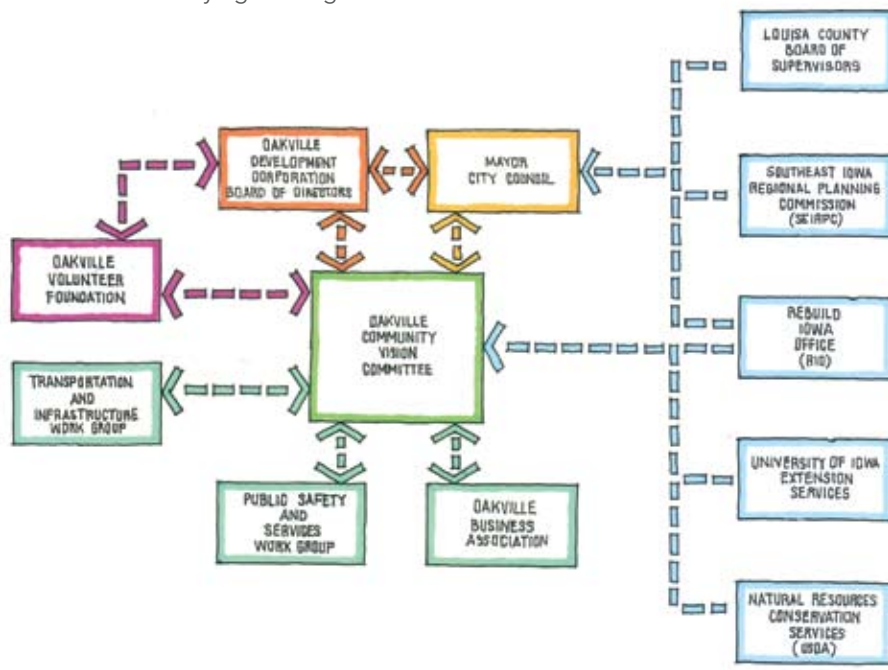 LOUISA COUNTY
BOARD OF
SUPERVISORS
OAKVILLE
DEVELOPMENT
CORPORATION
BOARD OF DIRECTORS
MAYOR
CITY COUNCIL
SOUTHEAST IOWA
REGIONAL PLANNING
COMMISSION
(SEIRPC)
OAKVILLE
VOLUNTEER
FOUNDATION
OAKVILLE
COMMUNITY
VISION
COMMITTEE
REBUILD
IOWA
OFFICE
(RIO)
TRANSPORTATION
AND
INFRASTRUCTURE
WORK GROUP
PUBLIC SAFETY
AND
SERVICES
WORK GROUP
OAKVILLE
BUSINESS
ASSOCIATION
UNIVERSITY OF IOWA
EXTENSION
SERVICES
NATURAL RESOURCES
CONSERVATION
SERVICES
(USDA)